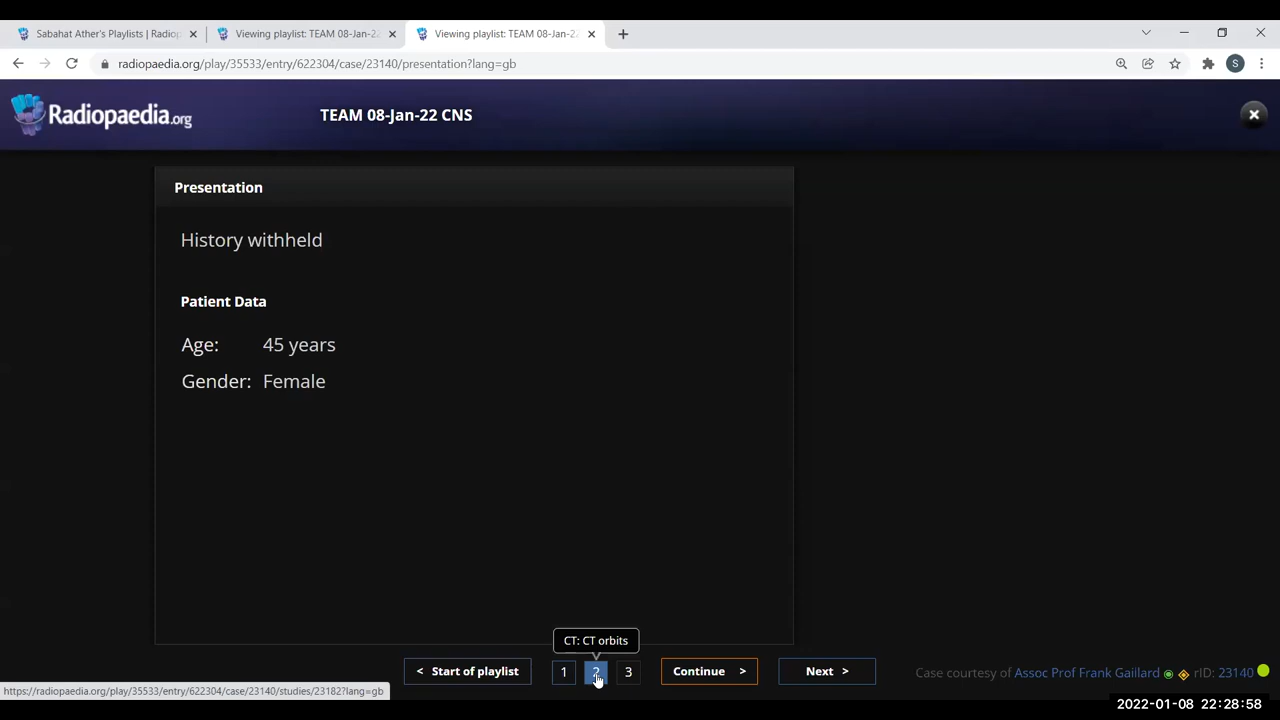 Sabahat Ather's Playlists | Radiop
Viewing playlist: TEAM 08-Jan-22
Viewing playlist: TEAM 08-Jan-22
radiopaedia.org/play/35533/entry/622304/case/23140/presentation?lang=gb
S
Radiopaedia.org
TEAM 08-Jan-22 CNS
Presentation
History withheld
Patient Data
Age: 45 years
Gender: Female
CT: CT orbits
< Start of playlist 1 2 3 Continue > Next >
Case courtesy of Assoc Prof Frank Gaillard rID: 23140
https://radiopaedia.org/play/35533/entry/622304/case/23140/studies/23182?lang=gb
2022-01-08 22:28:58